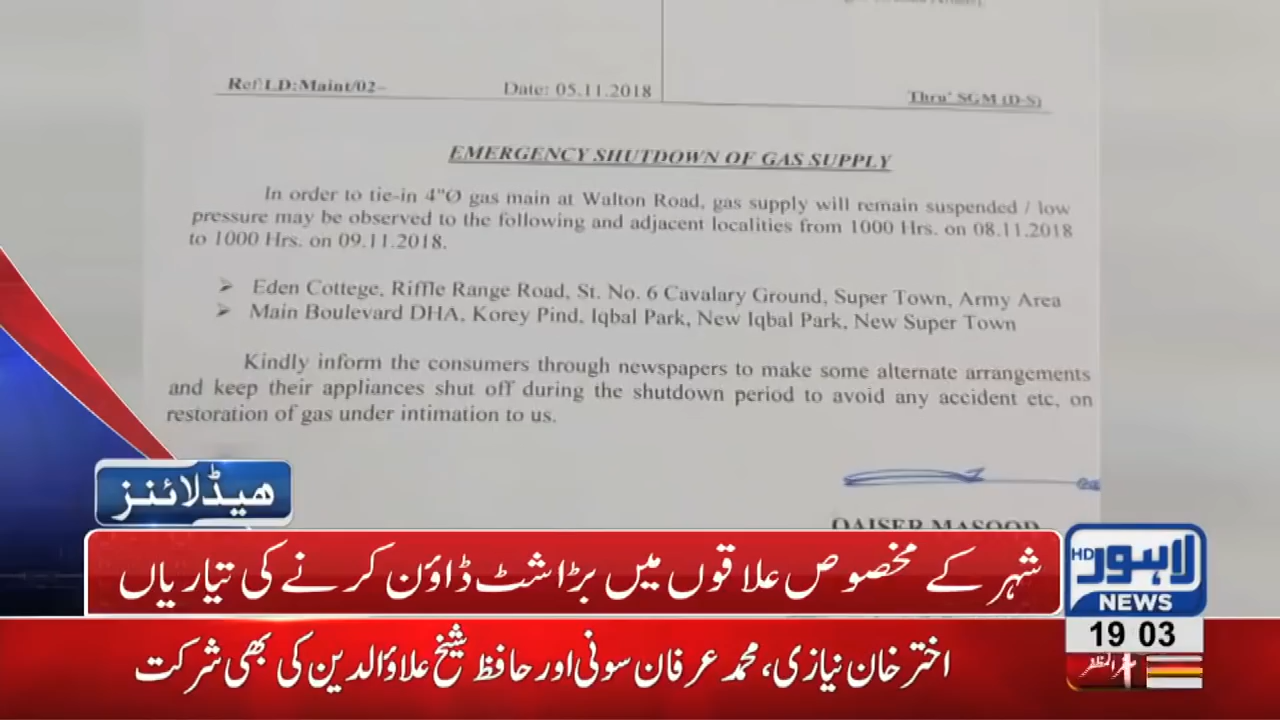 Ref:LD:Maint/02-
Date: 05.11.2018
Thru' SGM (D-S)
EMERGENCY SHUTDOWN OF GAS SUPPLY
In order to tie-in 4"Ø gas main at Walton Road, gas supply will remain suspended / low
pressure may be observed to the following and adjacent localities from 1000 Hrs. on 08.11.2018
to 1000 Hrs. on 09.11.2018.
➢ Eden Cottege, Riffle Range Road, St. No. 6 Cavalary Ground, Super Town, Army Area
➢ Main Boulevard DHA, Korey Pind, Iqbal Park, New Iqbal Park, New Super Town
Kindly inform the consumers through newspapers to make some alternate arrangements
and keep their appliances shut off during the shutdown period to avoid any accident etc, on
restoration of gas under intimation to us.
QAISER MASOOD
ہیڈلائنز
شہر کے مخصوص علاقوں میں بڑا شٹ ڈاؤن کرنے کی تیاریاں
HD لاہور
NEWS
19 03
اختر خان نیازی، محمد عرفان سونی اور حافظ شیخ علاؤالدین کی بھی شرکت